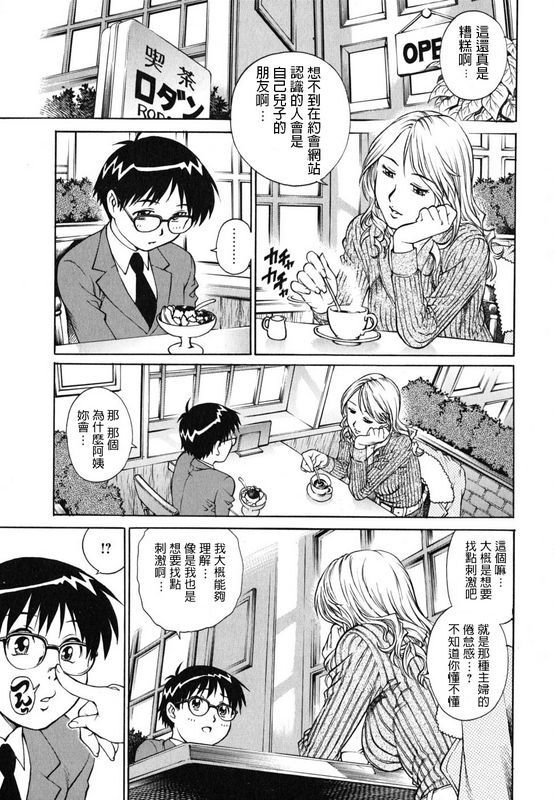 這還真是
糟糕啊…
OPE
喫茶
ロダン
ROD
想不到在約會網站
認識的人會是
自己兒子的
朋友啊…
………
カチャ
カチャ
那 那個
為什麼阿姨
妳會…
這個嘛…
大概是想要
找點刺激吧
就是那種主婦的
倦怠感…?
不知道你懂不懂
我大概能夠
理解…
像是我也是
想要找點
刺激啊…
!?
つん